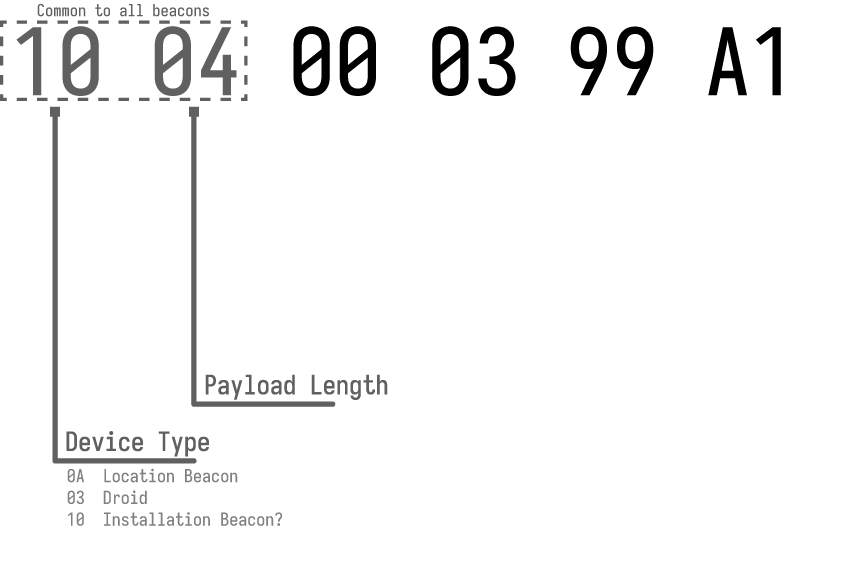 Common to all beacons
10 04 00 03 99 A1
Payload Length
Device Type
0A Location Beacon
03 Droid
10 Installation Beacon?